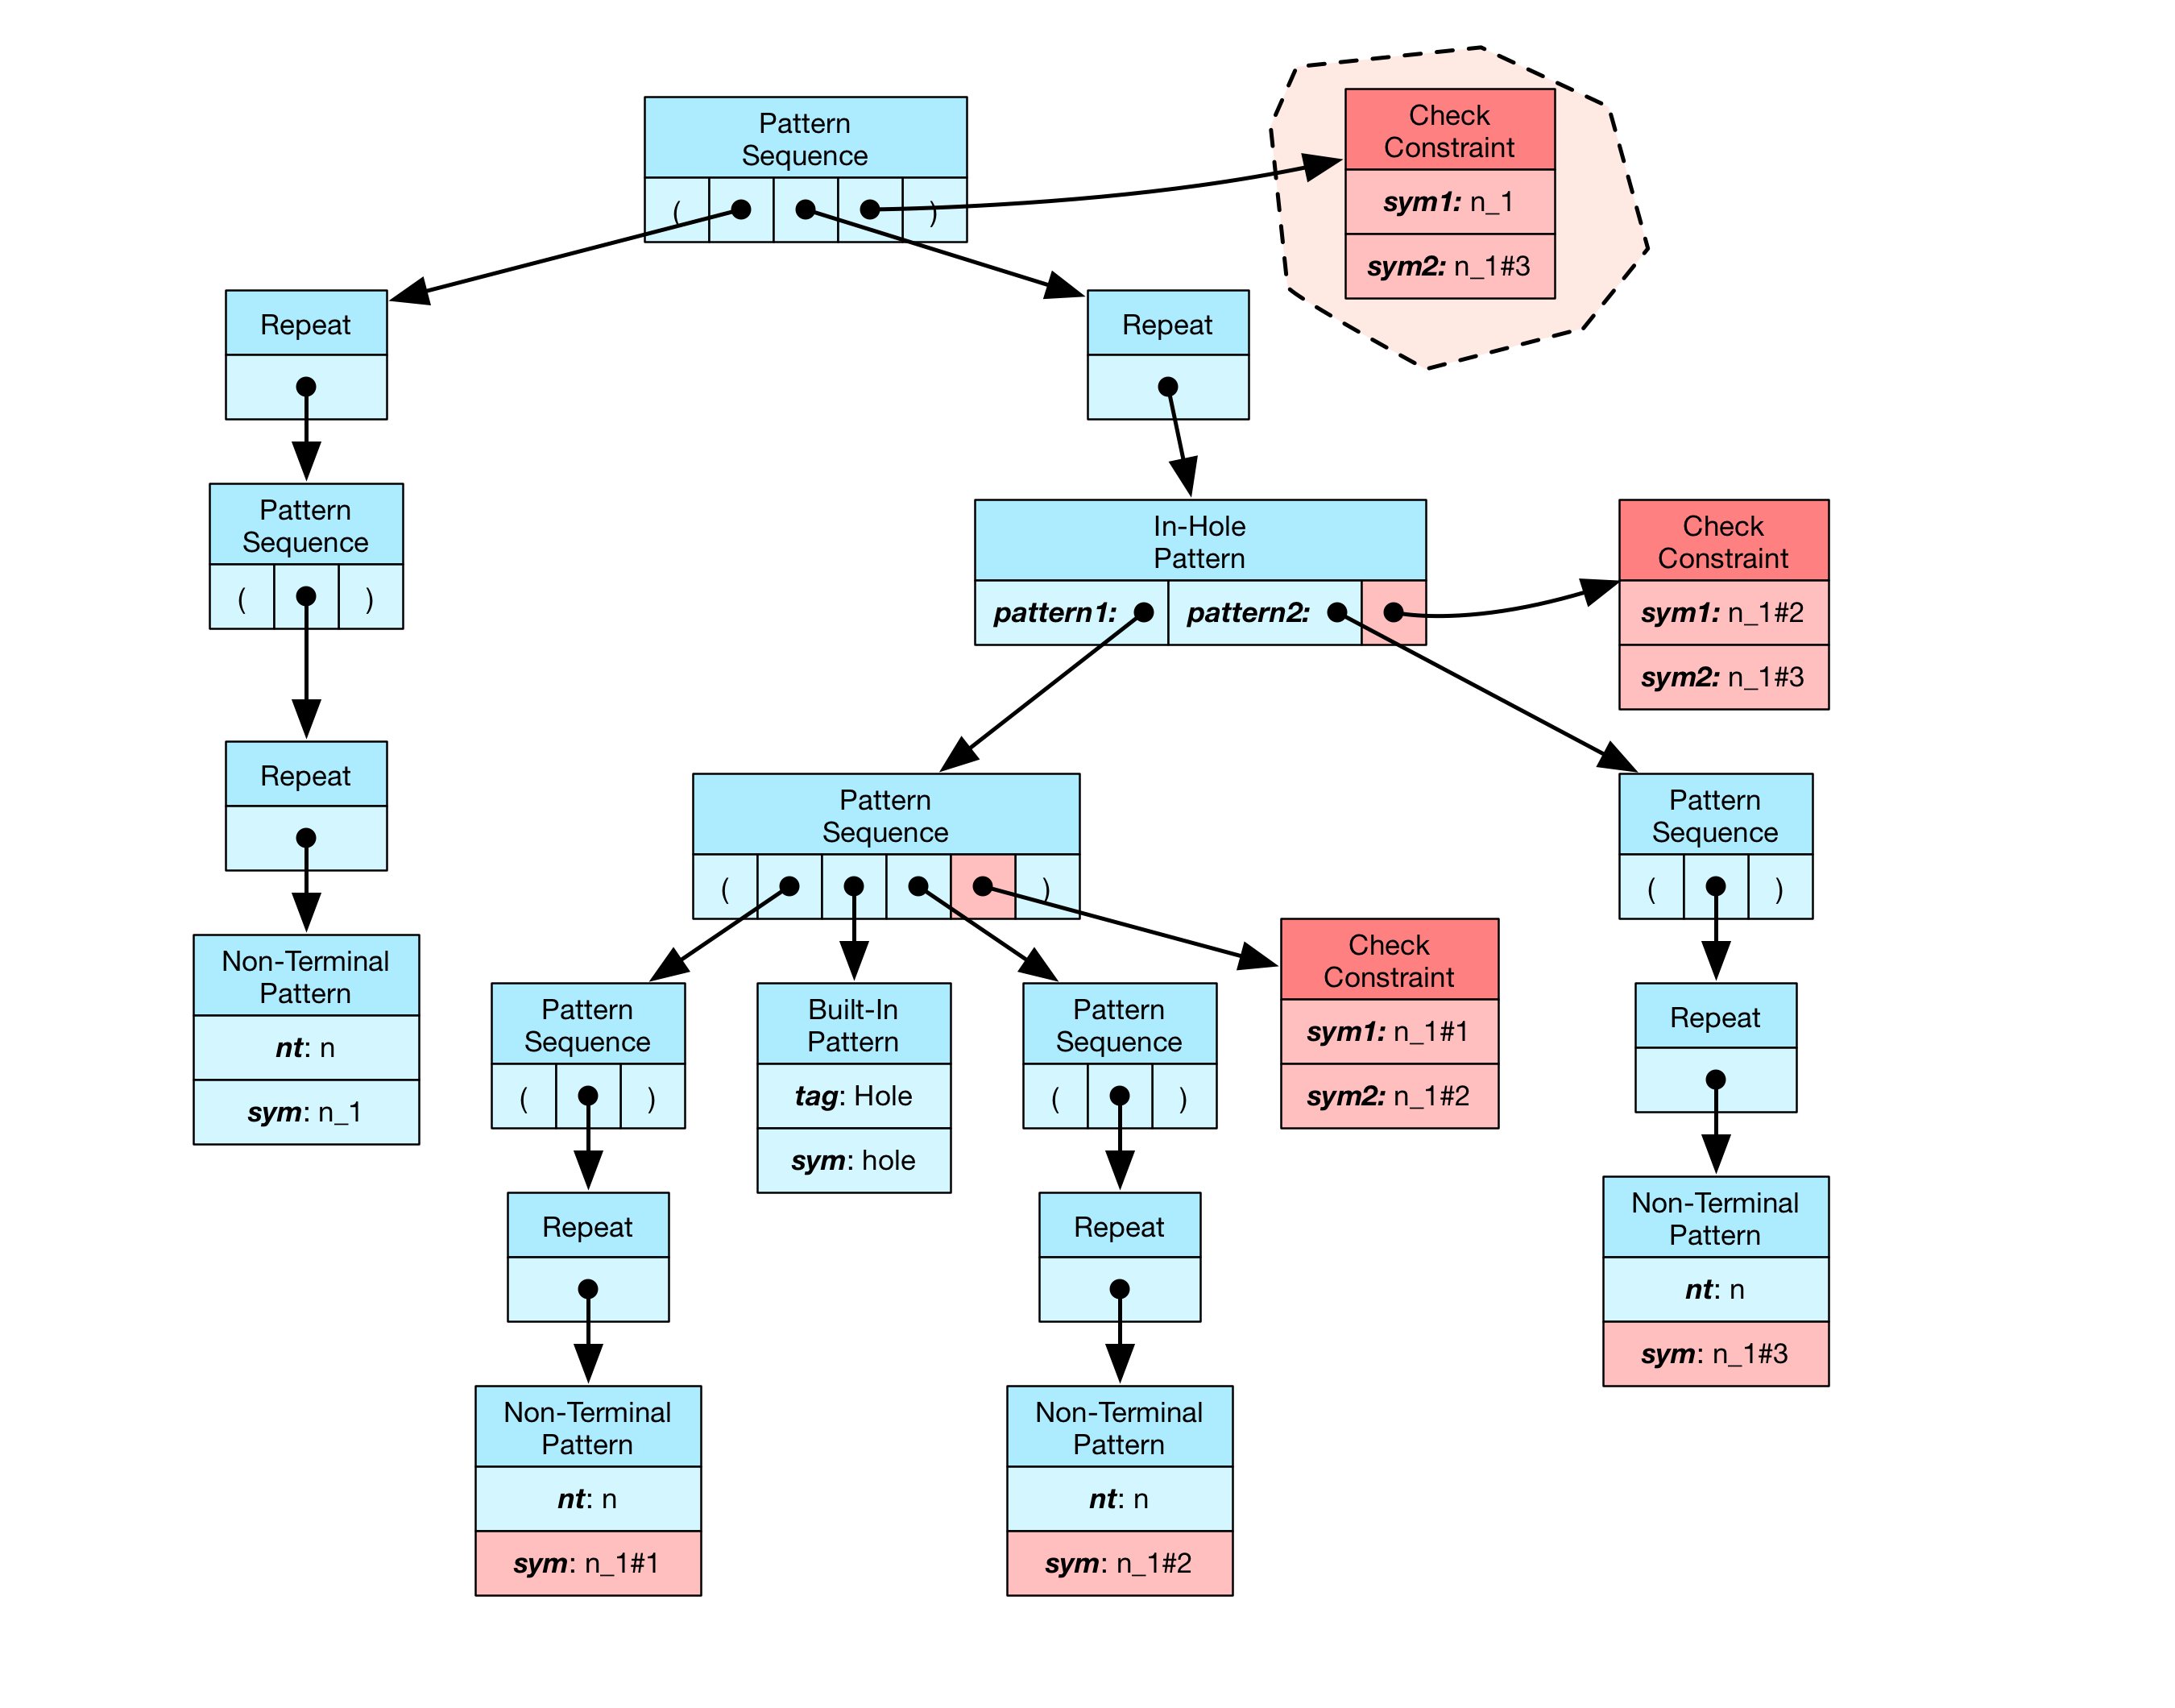 Pattern
Sequence
( )
Check
Constraint
sym1: n_1
sym2: n_1#3
Repeat
Repeat
Pattern
Sequence
( )
In-Hole
Pattern
pattern1: pattern2:
Check
Constraint
sym1: n_1#2
sym2: n_1#3
Repeat
Pattern
Sequence
( )
Pattern
Sequence
( )
Non-Terminal
Pattern
nt: n
sym: n_1
Pattern
Sequence
( )
Built-In
Pattern
tag: Hole
sym: hole
Pattern
Sequence
( )
Check
Constraint
sym1: n_1#1
sym2: n_1#2
Repeat
Repeat
Repeat
Non-Terminal
Pattern
nt: n
sym: n_1#3
Non-Terminal
Pattern
nt: n
sym: n_1#1
Non-Terminal
Pattern
nt: n
sym: n_1#2